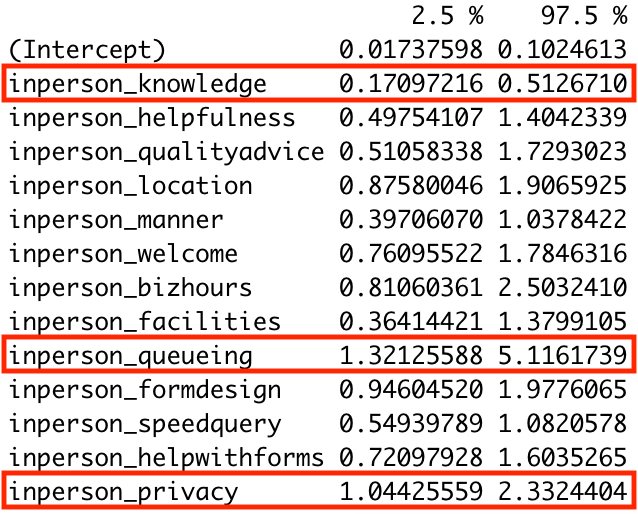 2.5 % 97.5 %
(Intercept) 0.01737598 0.1024613
inperson_knowledge 0.17097216 0.5126710
inperson_helpfulness 0.49754107 1.4042339
inperson_qualityadvice 0.51058338 1.7293023
inperson_location 0.87580046 1.9065925
inperson_manner 0.39706070 1.0378422
inperson_welcome 0.76095522 1.7846316
inperson_bizhours 0.81060361 2.5032410
inperson_facilities 0.36414421 1.3799105
inperson_queueing 1.32125588 5.1161739
inperson_formdesign 0.94604520 1.9776065
inperson_speedquery 0.54939789 1.0820578
inperson_helpwithforms 0.72097928 1.6035265
inperson_privacy 1.04425559 2.3324404